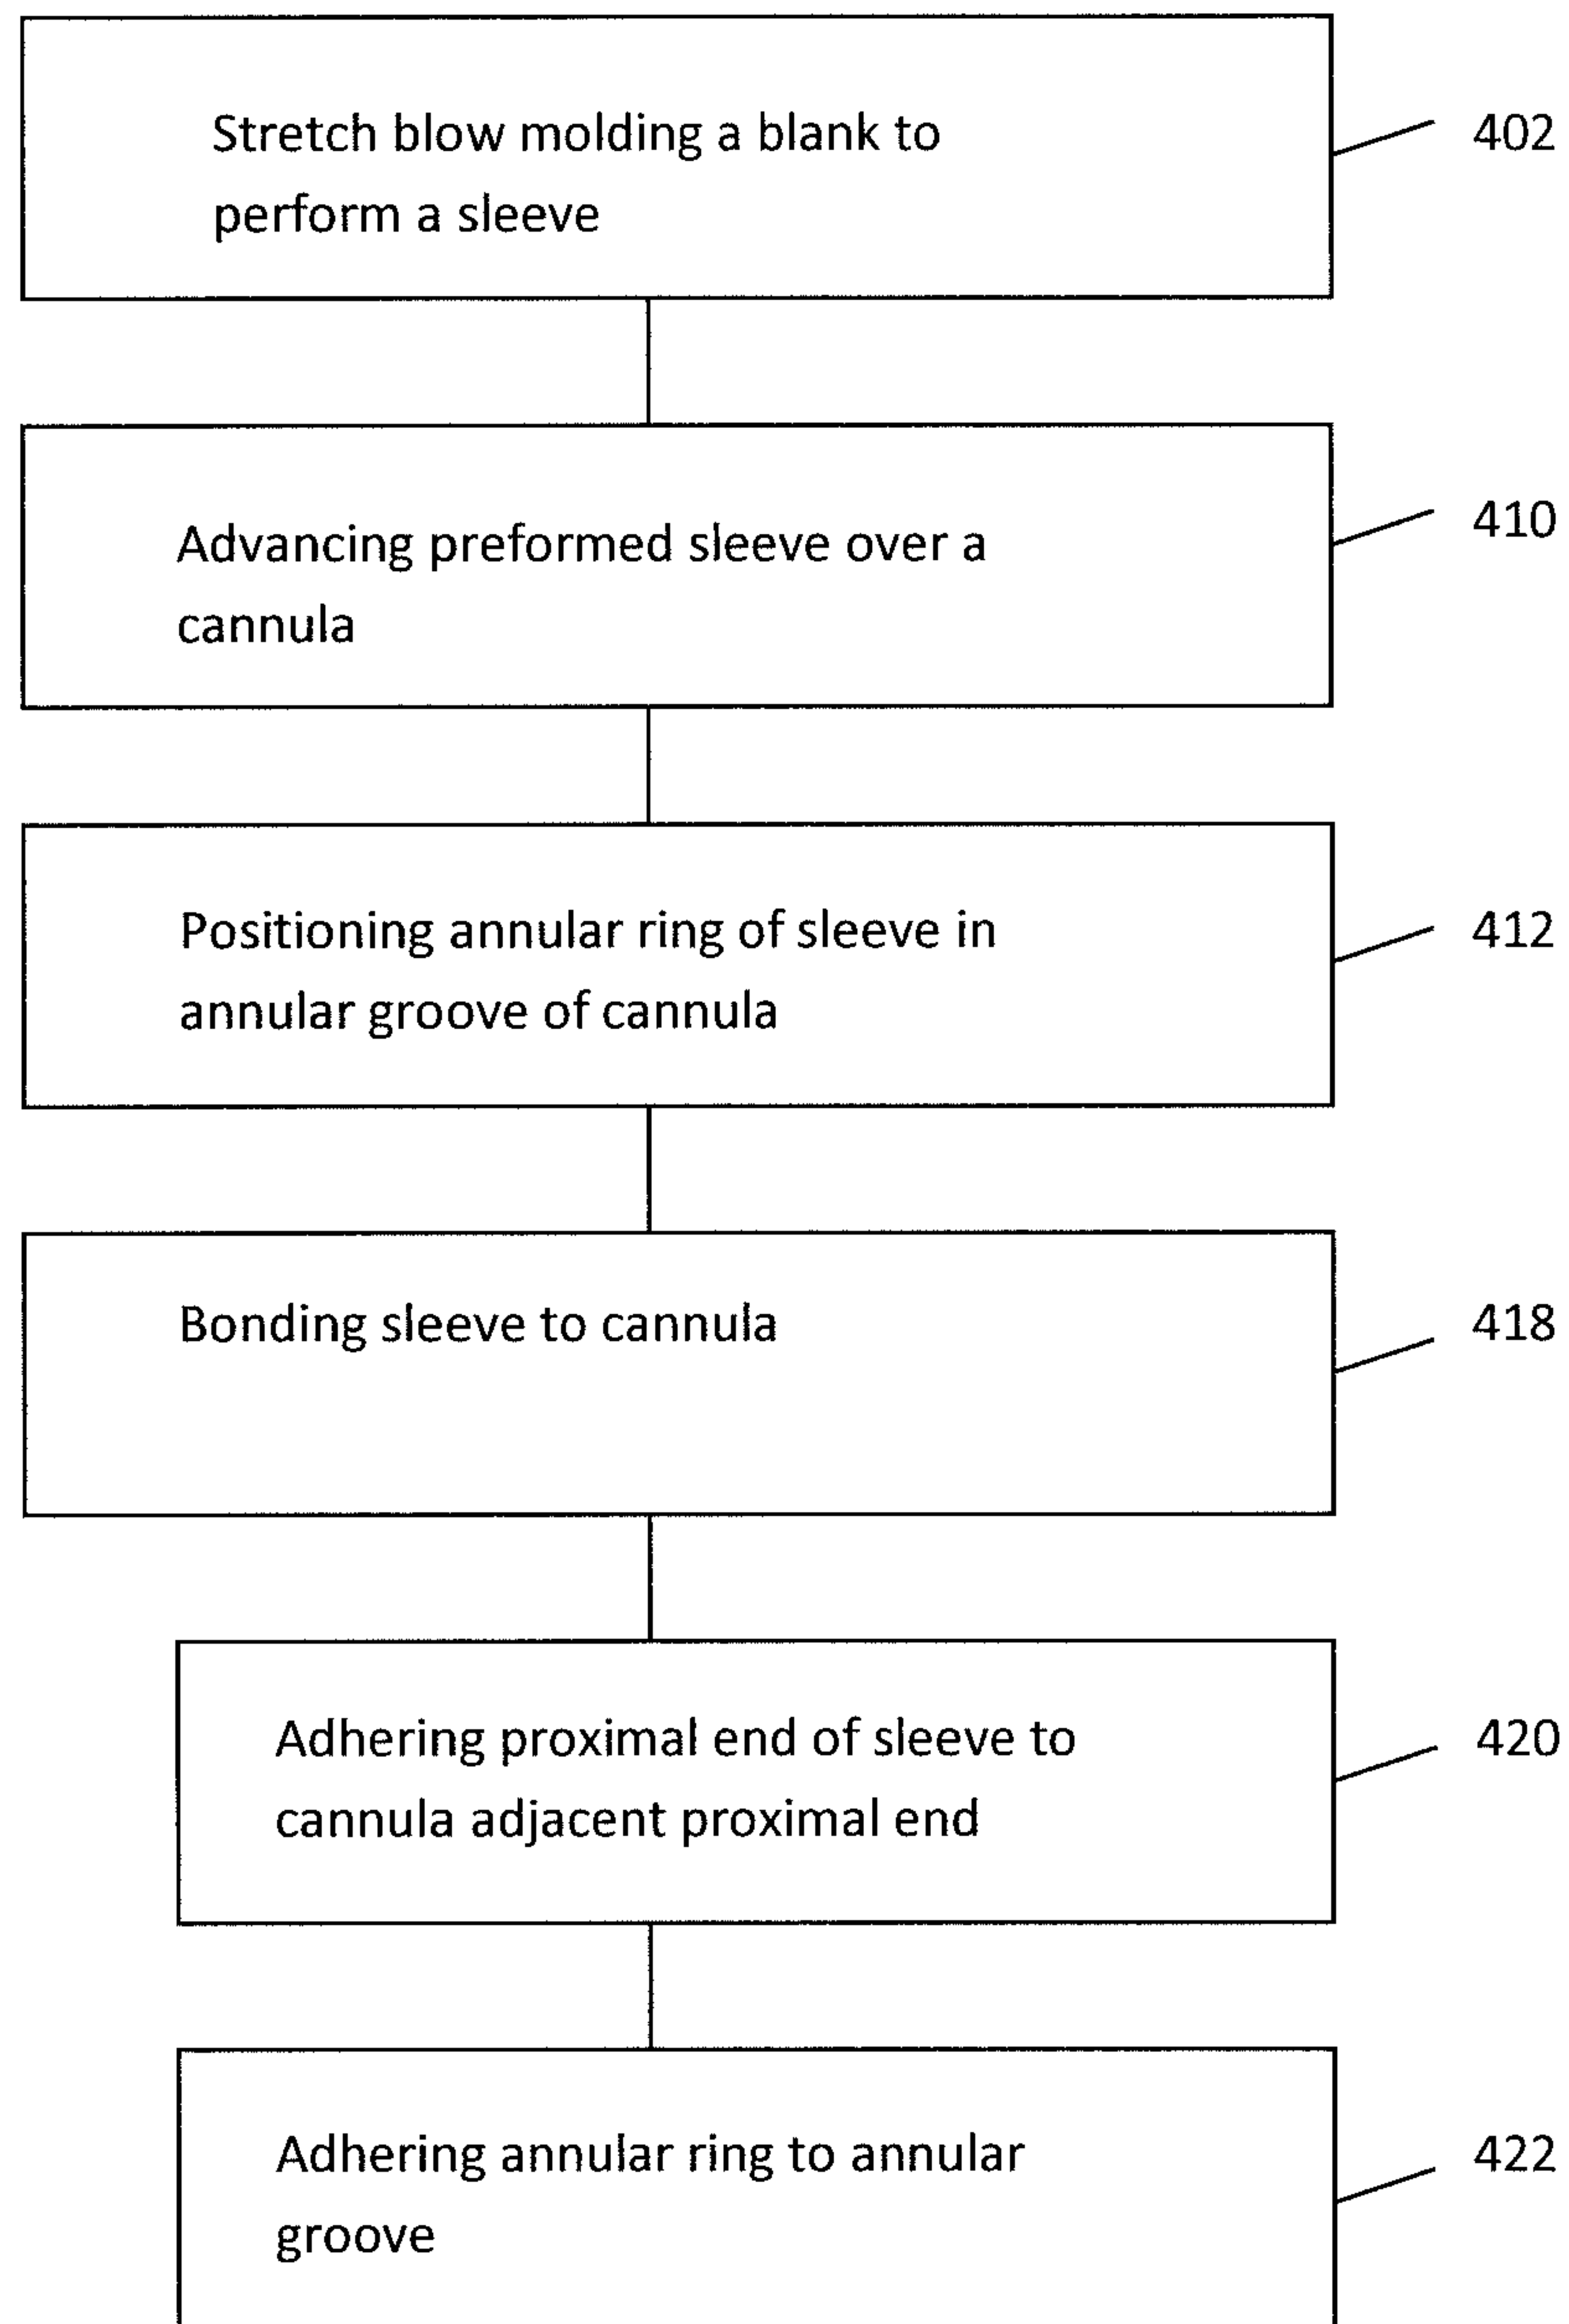 Stretch blow molding a blank to
perform a sleeve
402
Advancing preformed sleeve over a
cannula
410
Positioning annular ring of sleeve in
annular groove of cannula
412
Bonding sleeve to cannula
418
Adhering proximal end of sleeve to
cannula adjacent proximal end
420
Adhering annular ring to annular
groove
422